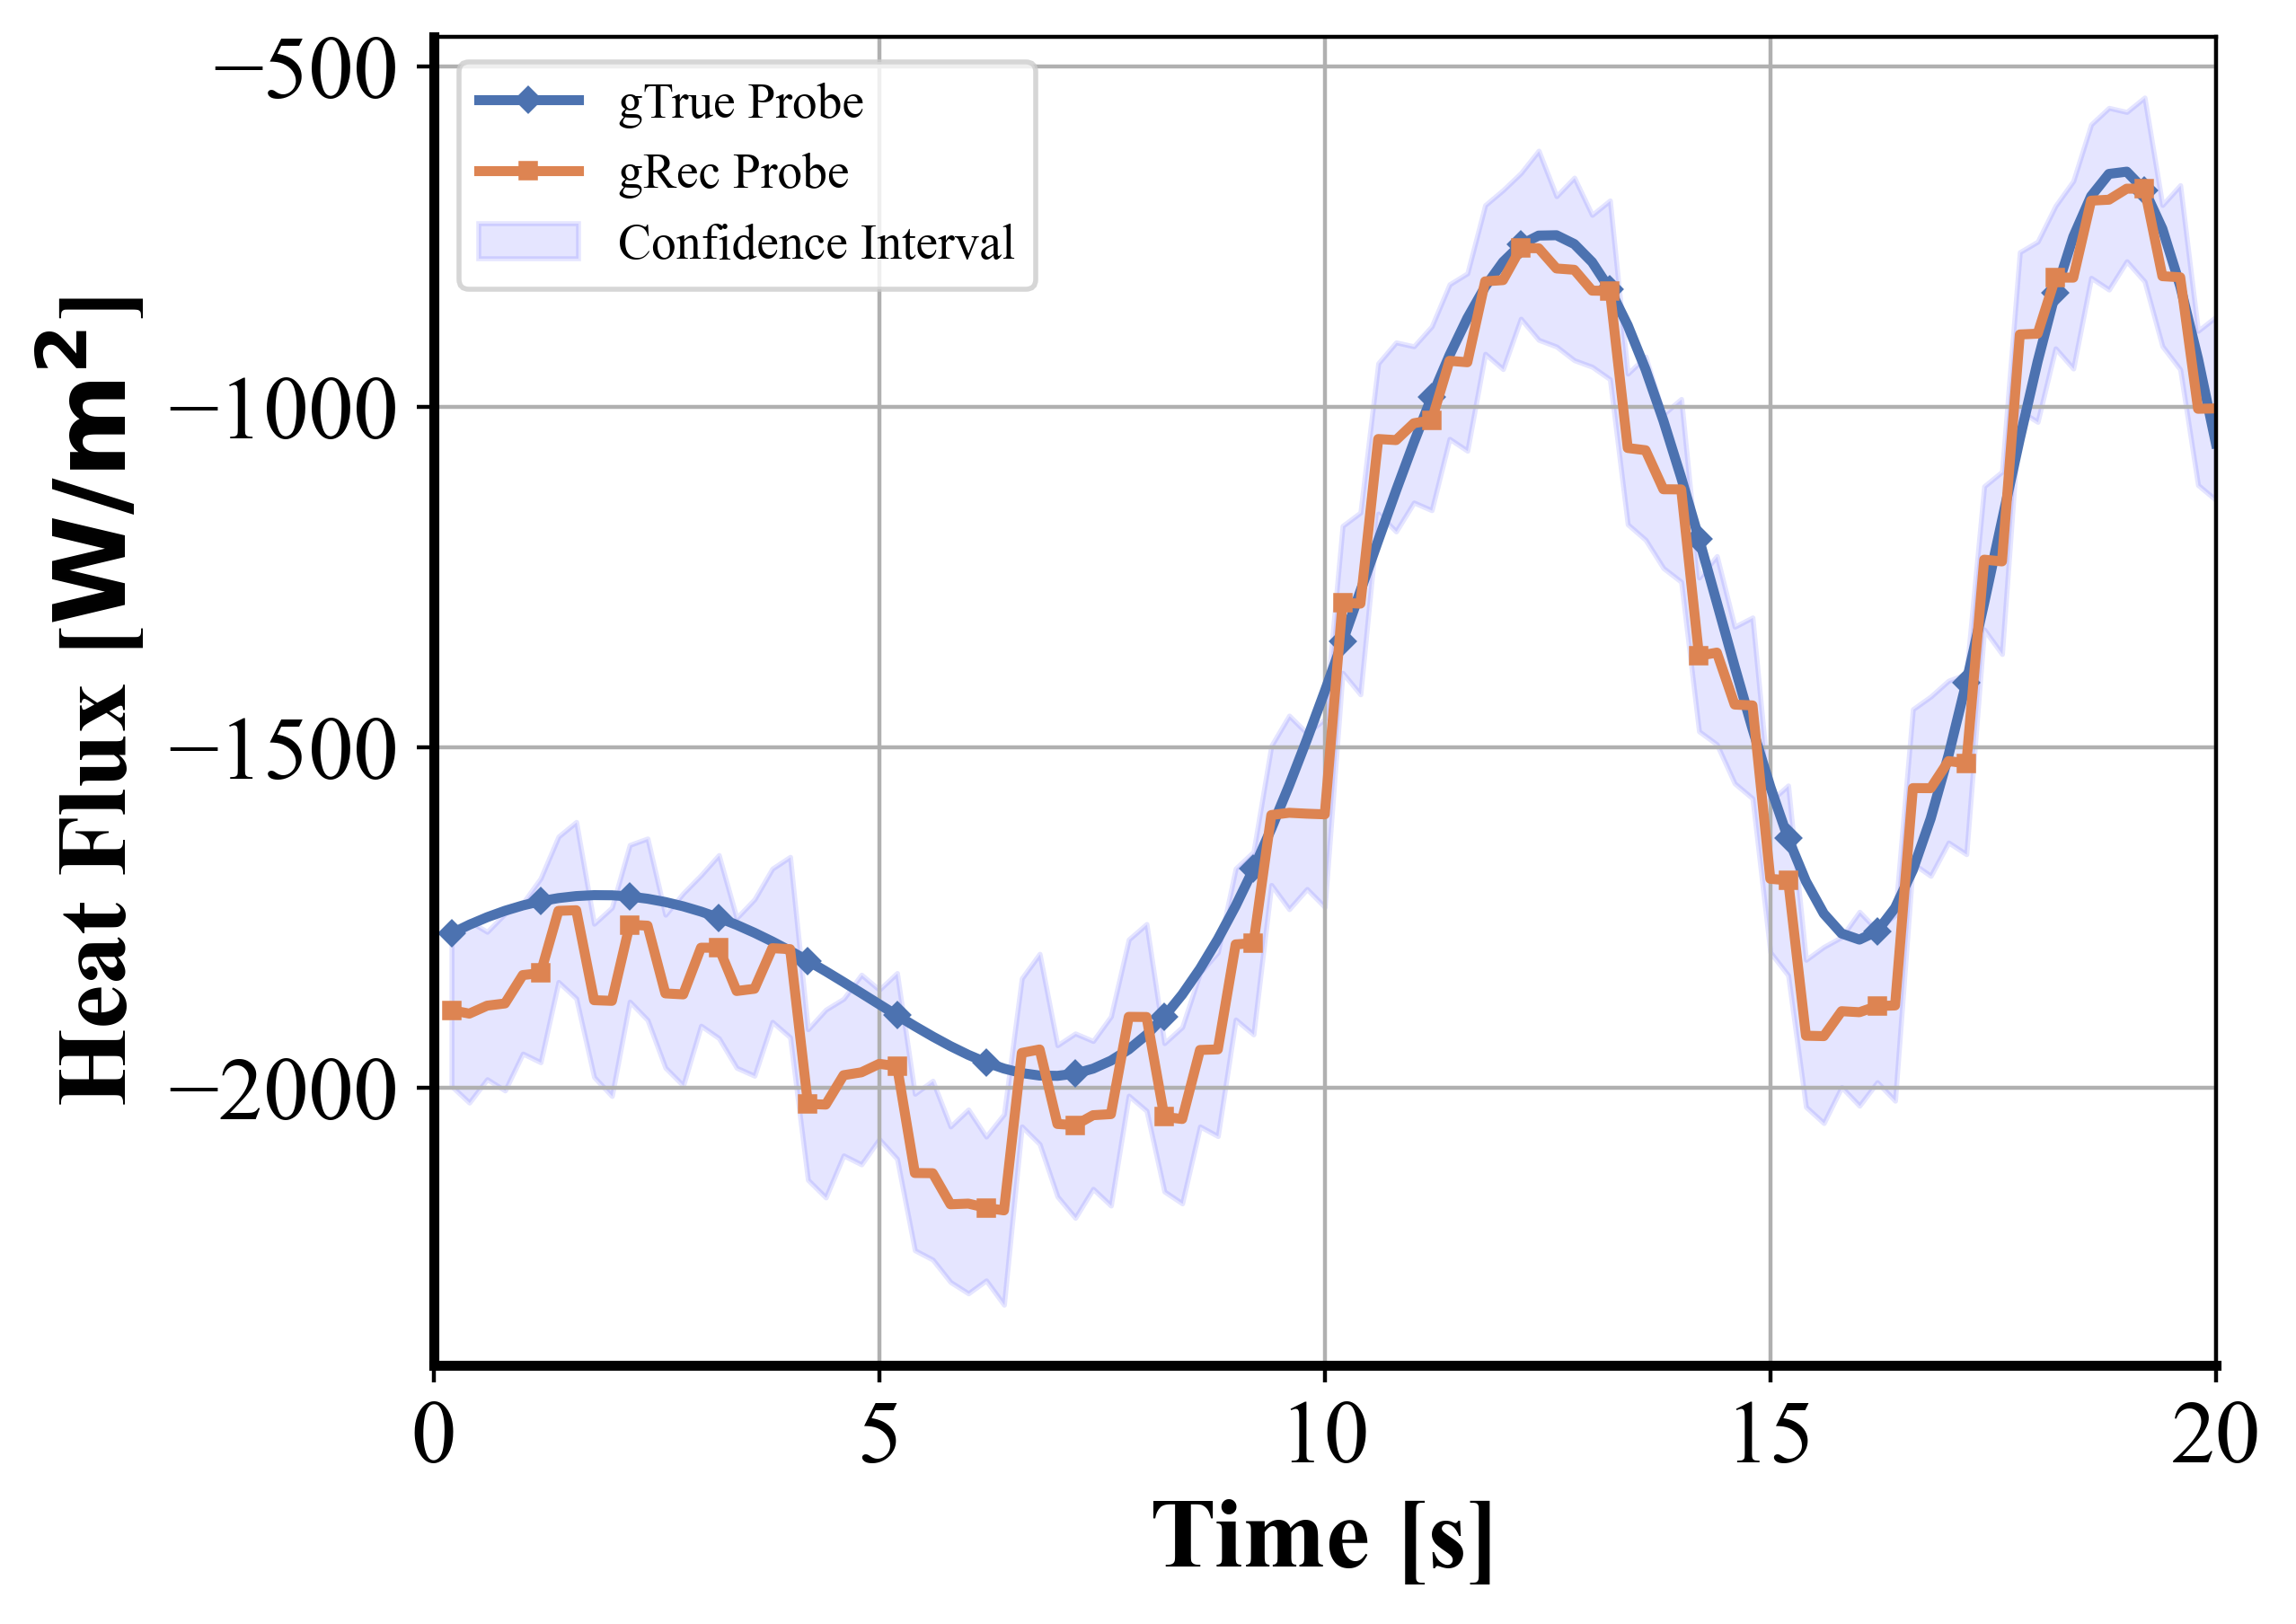 −500
−1000
−1500
−2000
Heat Flux [W/m²]
gTrue Probe
gRec Probe
Confidence Interval
0 5 10 15 20
Time [s]